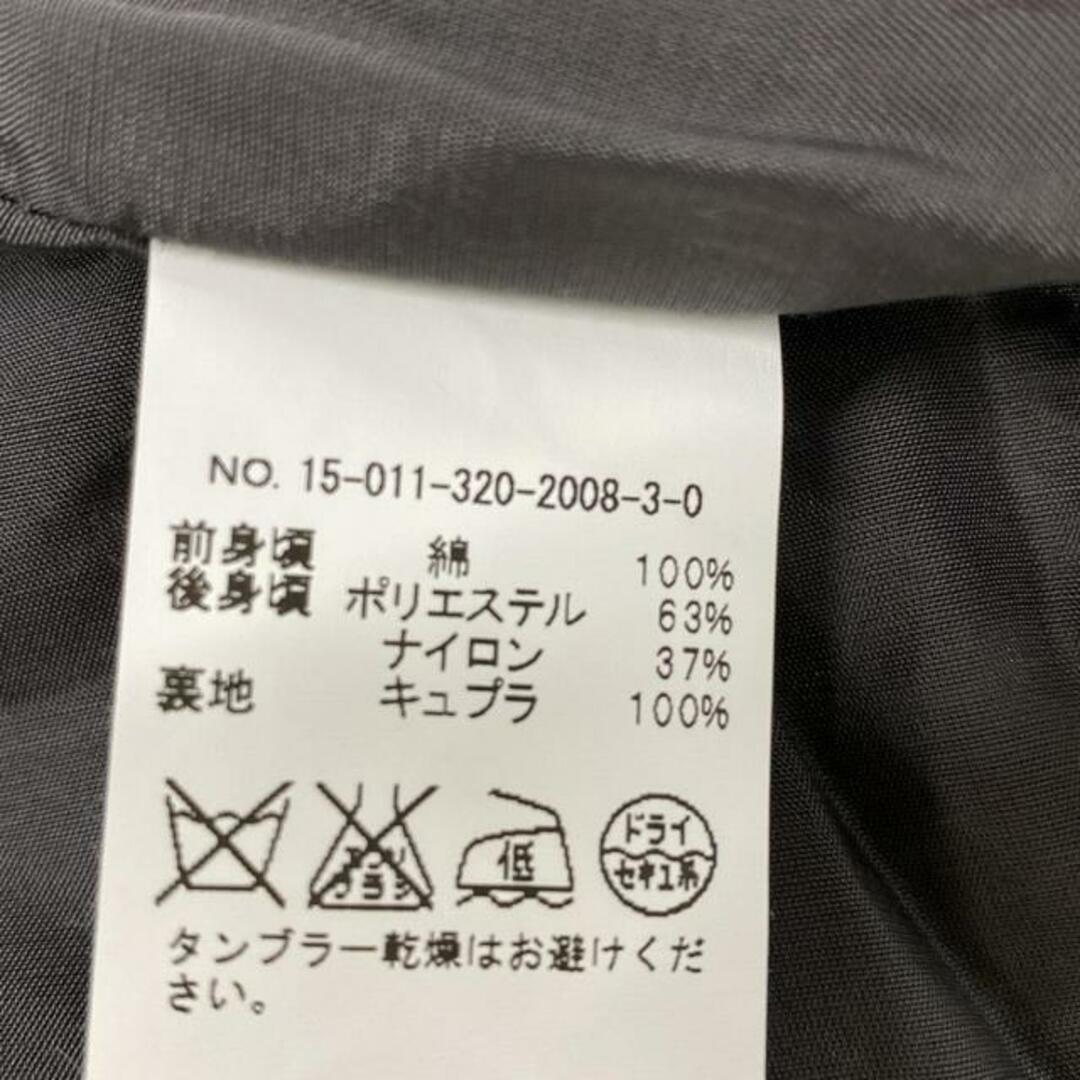 NO. 15-011-320-2008-3-0
前身頃 綿 100%
後身頃 ポリエステル 63%
ナイロン 37%
裏地 キュプラ 100%
エンソ
サラシ
低
ドライ
セキユ系
タンブラー乾燥はお避けくだ
さい。